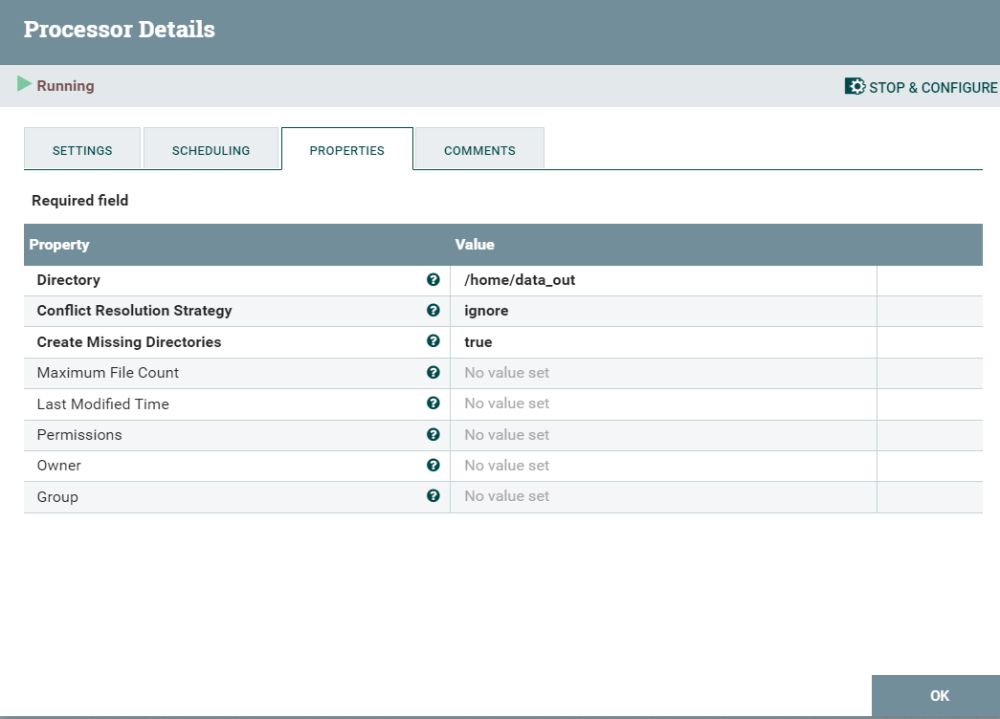 Processor Details
Running
STOP & CONFIGURE
SETTINGS SCHEDULING PROPERTIES COMMENTS
Required field
Property Value
Directory /home/data_out
Conflict Resolution Strategy ignore
Create Missing Directories true
Maximum File Count No value set
Last Modified Time No value set
Permissions No value set
Owner No value set
Group No value set
OK